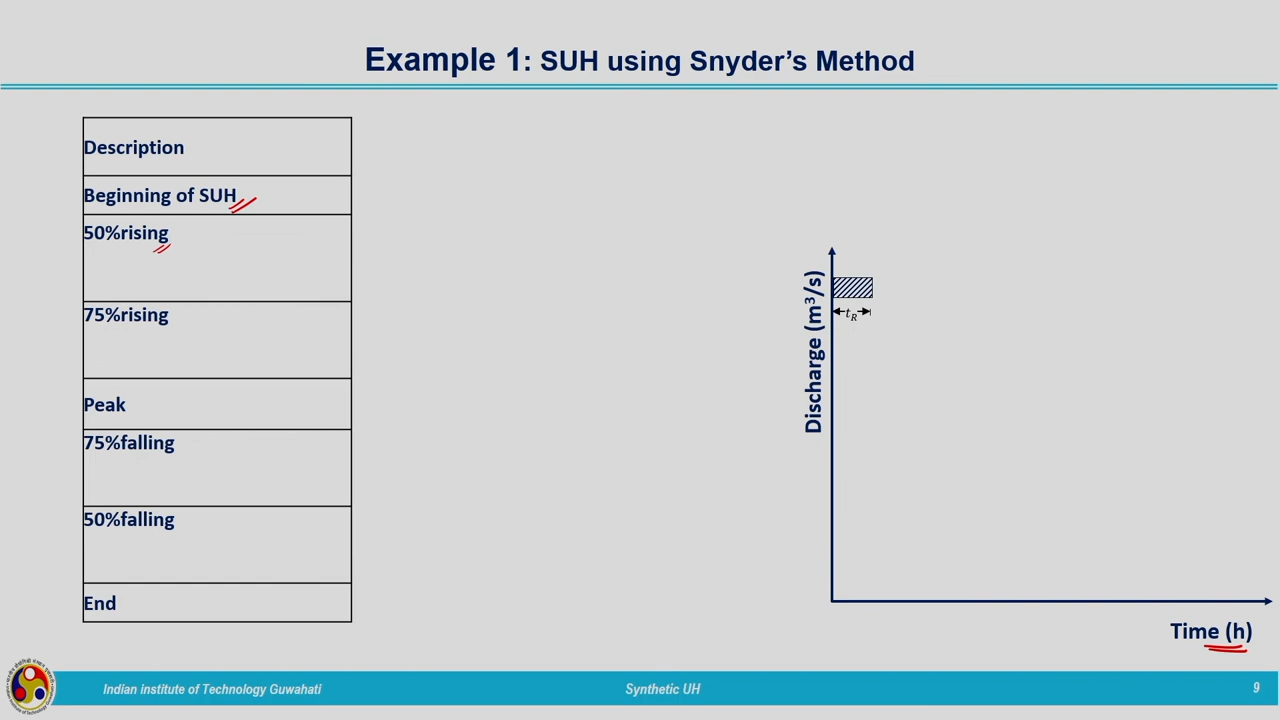 Example 1: SUH using Snyder's Method
Description
Beginning of SUH
50%rising
75%rising
Peak
75%falling
50%falling
End
Discharge (m³/s)
t_R
Time (h)
Indian institute of Technology Guwahati
Synthetic UH
9